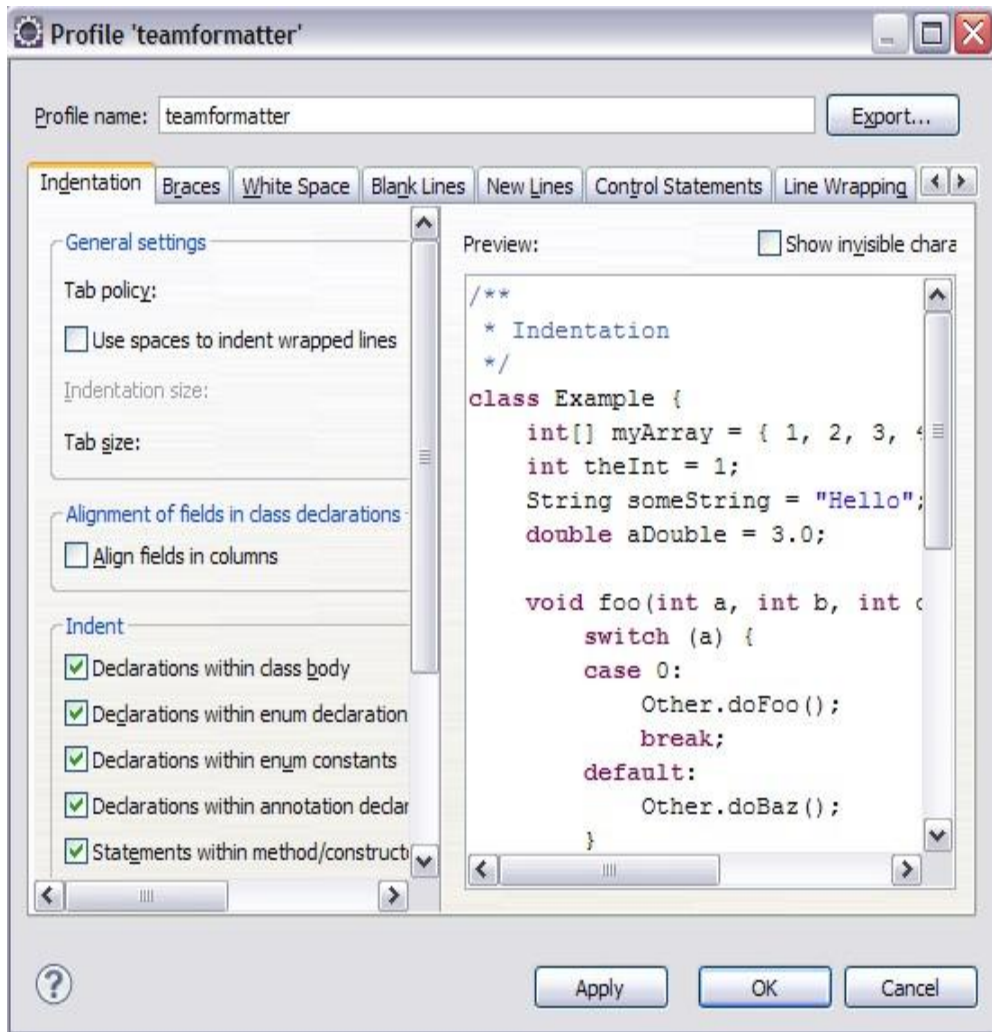 Profile 'teamformatter'
Profile name: teamformatter Export...
Indentation Braces White Space Blank Lines New Lines Control Statements Line Wrapping
General settings
Tab policy:
Use spaces to indent wrapped lines
Indentation size:
Tab size:
Alignment of fields in class declarations
Align fields in columns
Indent
Declarations within class body
Declarations within enum declaration
Declarations within enum constants
Declarations within annotation declar
Statements within method/constructo
Preview: Show invisible chara
/**
 * Indentation
 */
class Example {
    int[] myArray = { 1, 2, 3, 4
    int theInt = 1;
    String someString = "Hello";
    double aDouble = 3.0;
    void foo(int a, int b, int c
        switch (a) {
        case 0:
            Other.doFoo();
            break;
        default:
            Other.doBaz();
        }
Apply OK Cancel